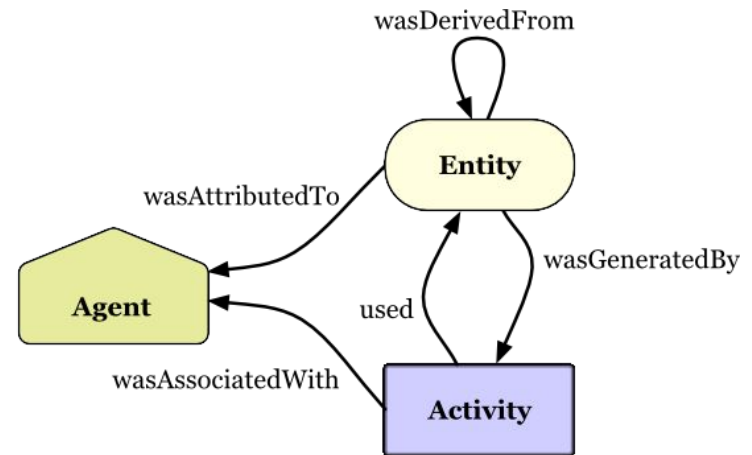 wasDerivedFrom
Entity
wasAttributedTo
wasGeneratedBy
Agent
used
wasAssociatedWith
Activity